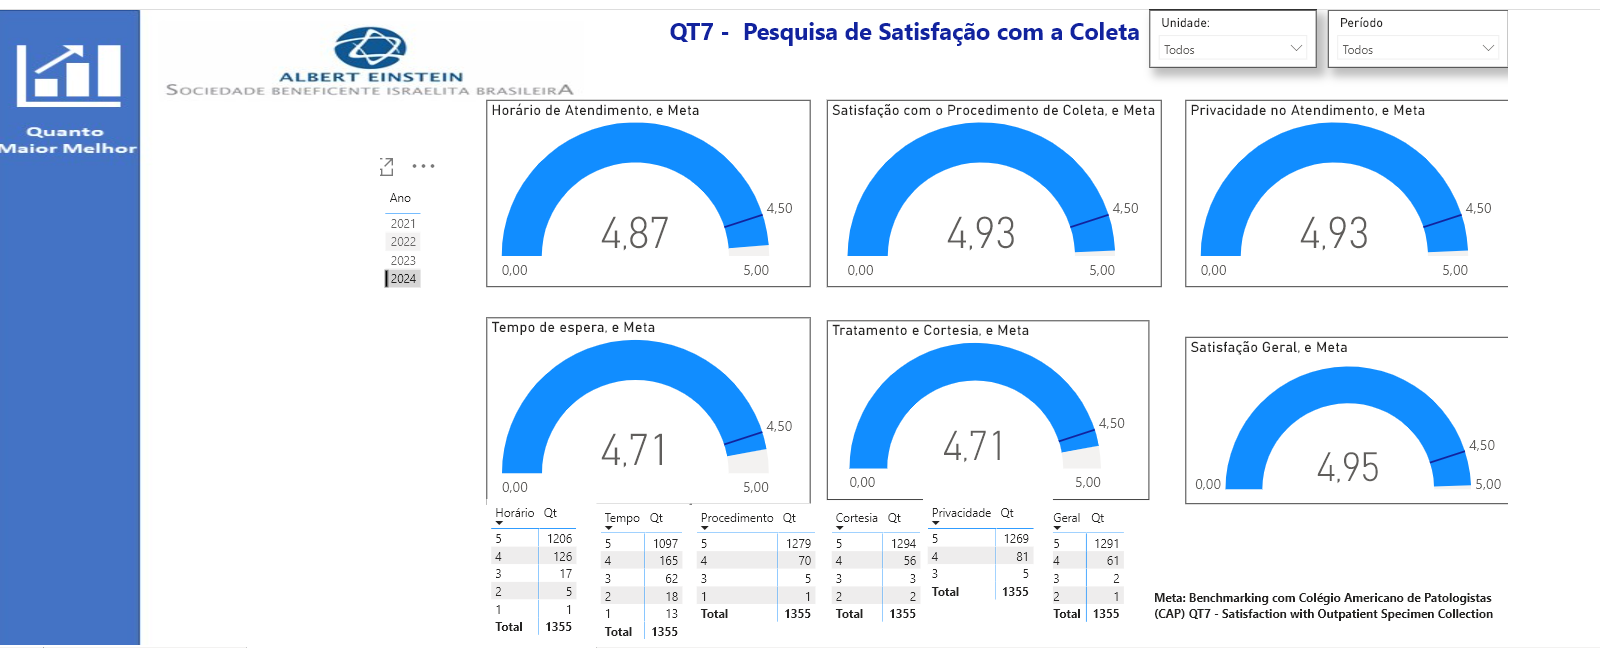 QT7 - Pesquisa de Satisfação com a Coleta
Unidade:
Todos
Período
Todos
Quanto
Maior Melhor
ALBERT EINSTEIN
SOCIEDADE BENEFICENTE ISRAELITA BRASILEIRA
Ano
2021
2022
2023
2024
Horário de Atendimento, e Meta
4,50
4,87
0,00
5,00
Satisfação com o Procedimento de Coleta, e Meta
4,50
4,93
0,00
5,00
Privacidade no Atendimento, e Meta
4,50
4,93
0,00
5,00
Tempo de espera, e Meta
4,50
4,71
0,00
5,00
Tratamento e Cortesia, e Meta
4,50
4,71
0,00
5,00
Satisfação Geral, e Meta
4,50
4,95
0,00
5,00
Horário Qt
5 1206
4 126
3 17
2 5
1 1
Total 1355
Tempo Qt
5 1097
4 165
3 62
2 18
1 13
Total 1355
Procedimento Qt
5 1279
4 70
3 5
1 1
Total 1355
Cortesia Qt
5 1294
4 56
3 3
2 2
Total 1355
Privacidade Qt
5 1269
4 81
3 5
Total 1355
Geral Qt
5 1291
4 61
3 2
2 1
Total 1355
Meta: Benchmarking com Colégio Americano de Patologistas
(CAP) QT7 - Satisfaction with Outpatient Specimen Collection